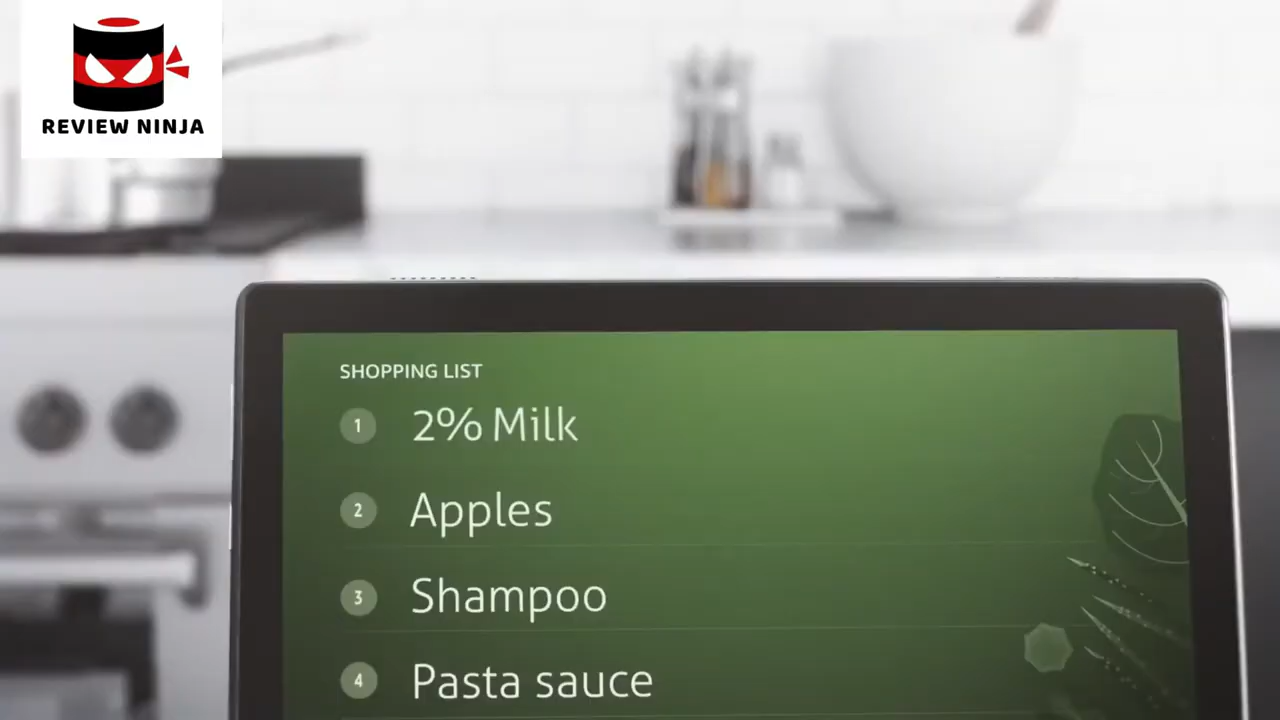 REVIEW NINJA
SHOPPING LIST
1 2% Milk
2 Apples
3 Shampoo
4 Pasta sauce